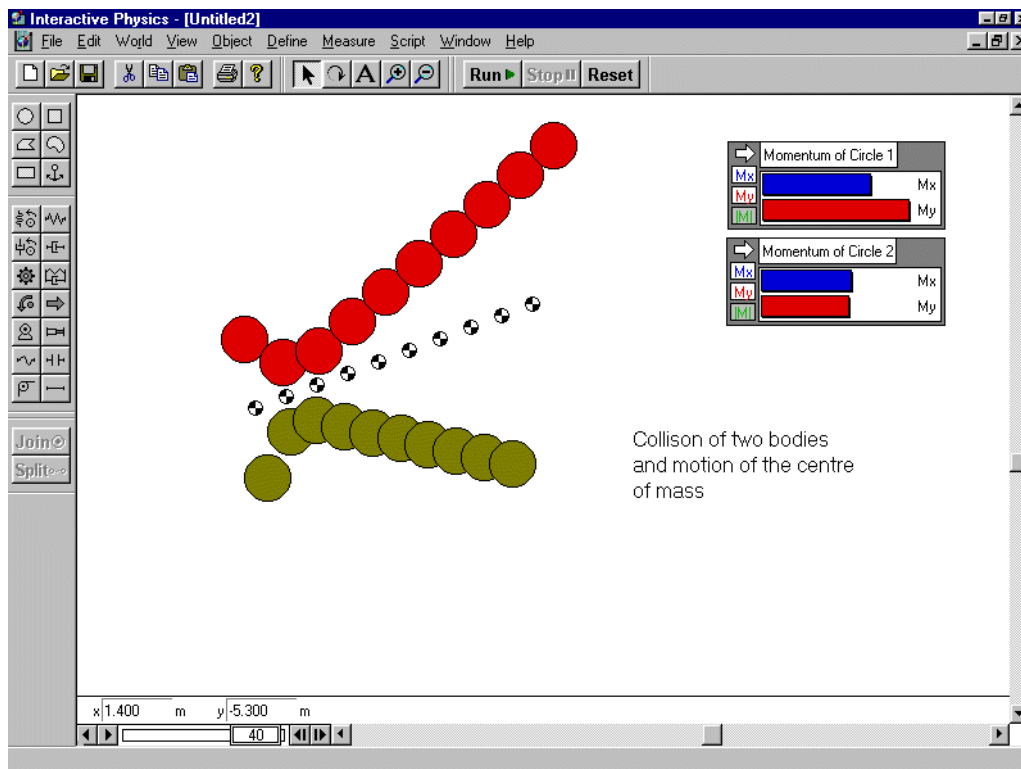 Interactive Physics - [Untitled2]
File Edit World View Object Define Measure Script Window Help
A Run Stop Reset
Momentum of Circle 1
Mx
My
|M|
Mx
My
Momentum of Circle 2
Mx
My
|M|
Mx
My
Join
Split
Collison of two bodies
and motion of the centre
of mass
x 1.400 m y -5.300 m
40